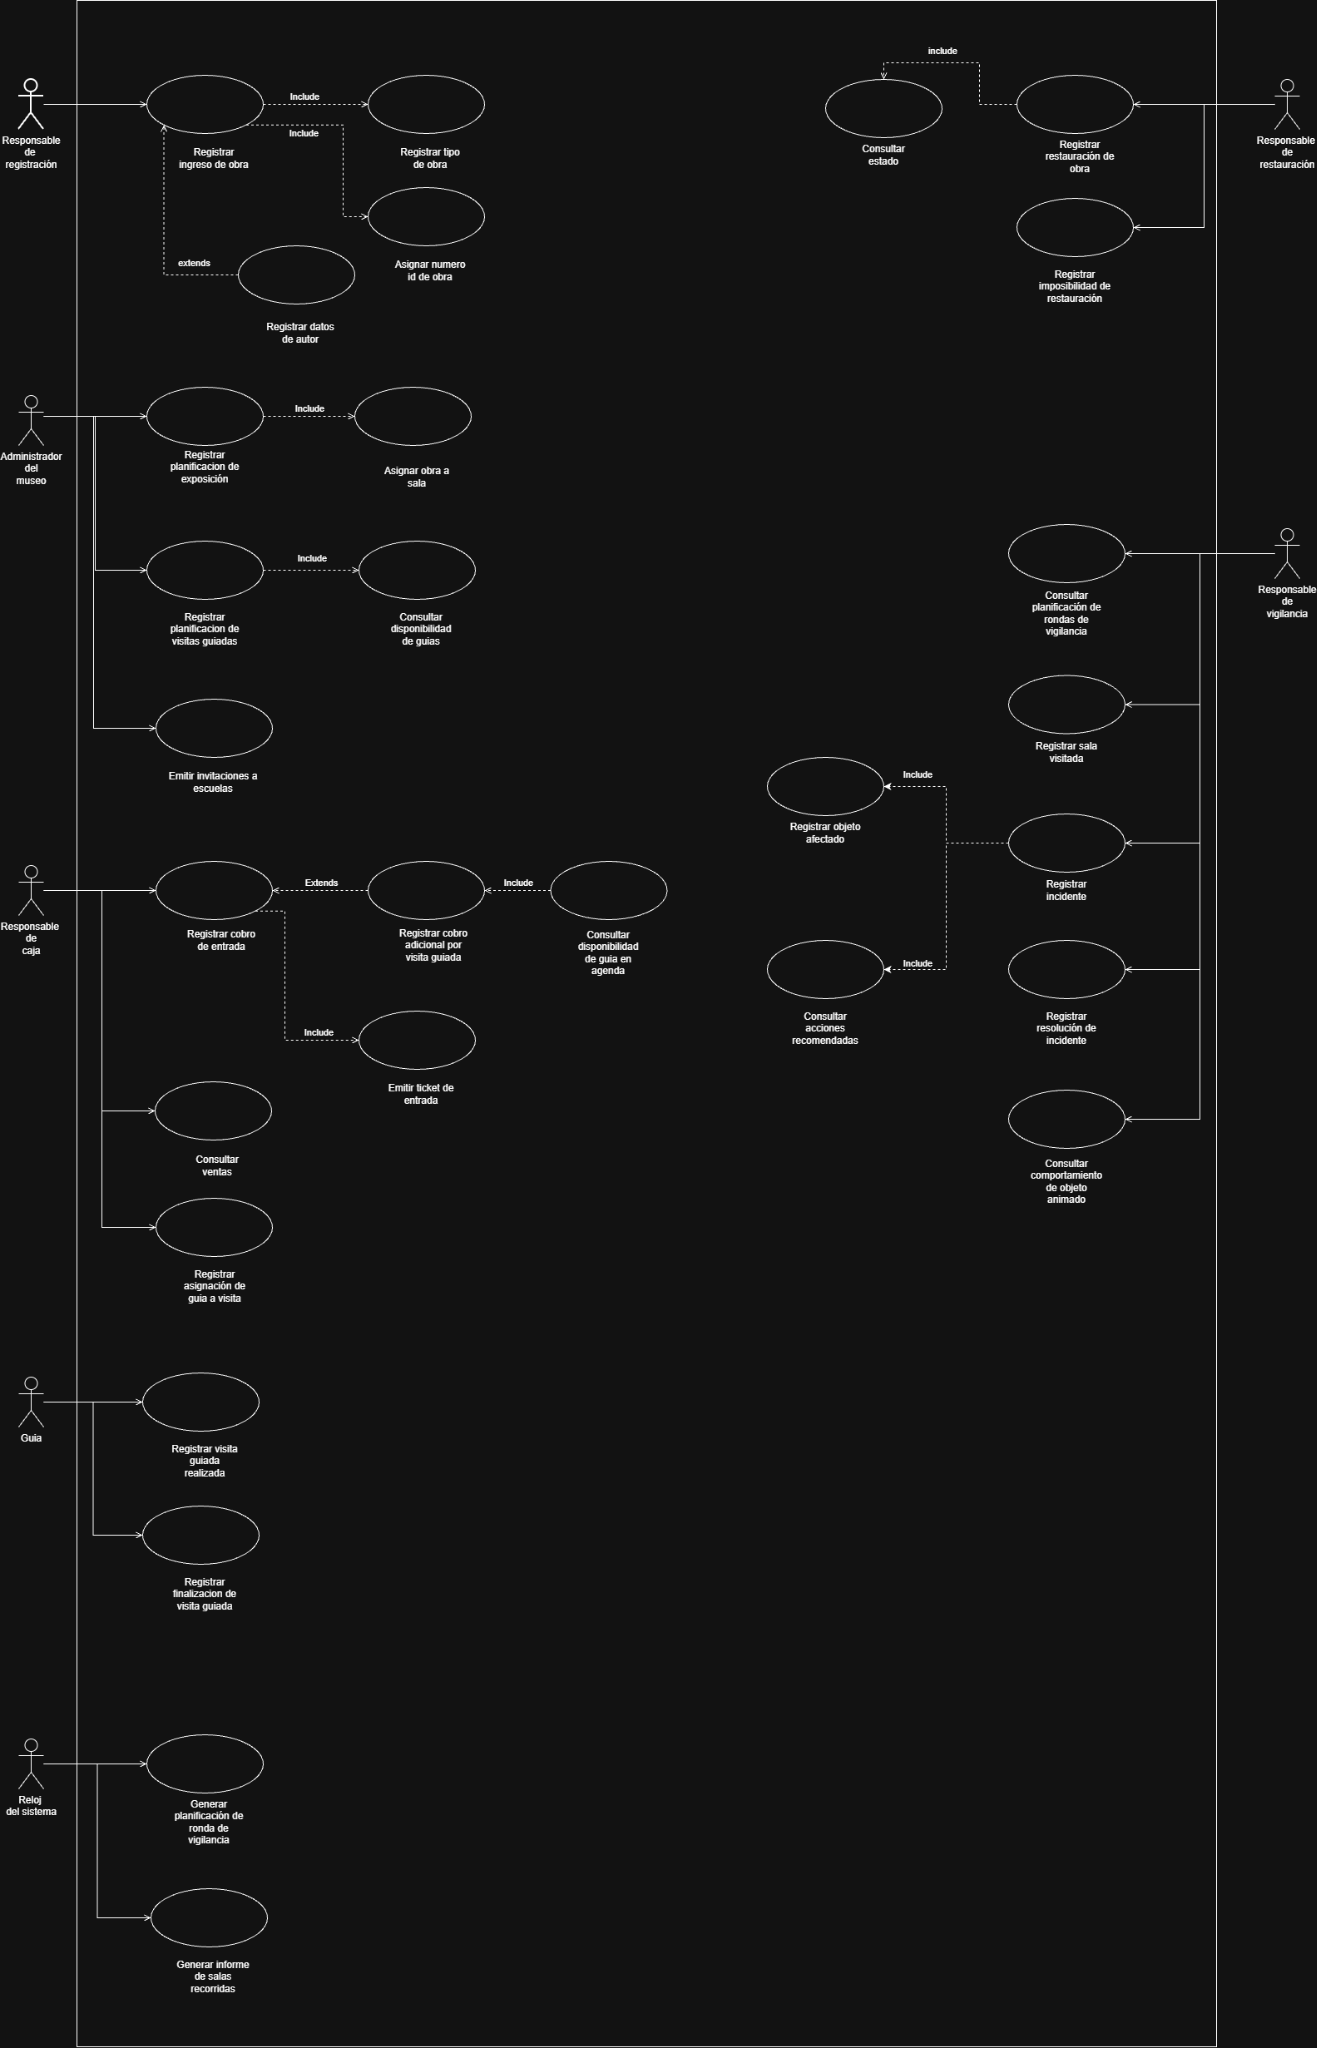 include
Include
Include
Responsable
de
registración
Registrar
ingreso de obra
Registrar tipo
de obra
Consultar
estado
Registrar
restauración de
obra
Responsable
de
restauración
extends
Asignar numero
id de obra
Registrar
imposibilidad de
restauración
Registrar datos
de autor
Include
Administrador
del
museo
Registrar
planificacion de
exposición
Asignar obra a
sala
Include
Registrar
planificacion de
visitas guiadas
Consultar
disponibilidad
de guias
Consultar
planificación de
rondas de
vigilancia
Responsable
de
vigilancia
Emitir invitaciones a
escuelas
Registrar sala
visitada
Include
Registrar objeto
afectado
Extends
Include
Registrar
incidente
Responsable
de
caja
Registrar cobro
de entrada
Registrar cobro
adicional por
visita guiada
Consultar
disponibilidad
de guia en
agenda
Include
Include
Consultar
acciones
recomendadas
Registrar
resolución de
incidente
Emitir ticket de
entrada
Consultar
ventas
Consultar
comportamiento
de objeto
animado
Registrar
asignación de
guia a visita
Guia
Registrar visita
guiada
realizada
Registrar
finalizacion de
visita guiada
Reloj
del sistema
Generar
planificación de
ronda de
vigilancia
Generar informe
de salas
recorridas